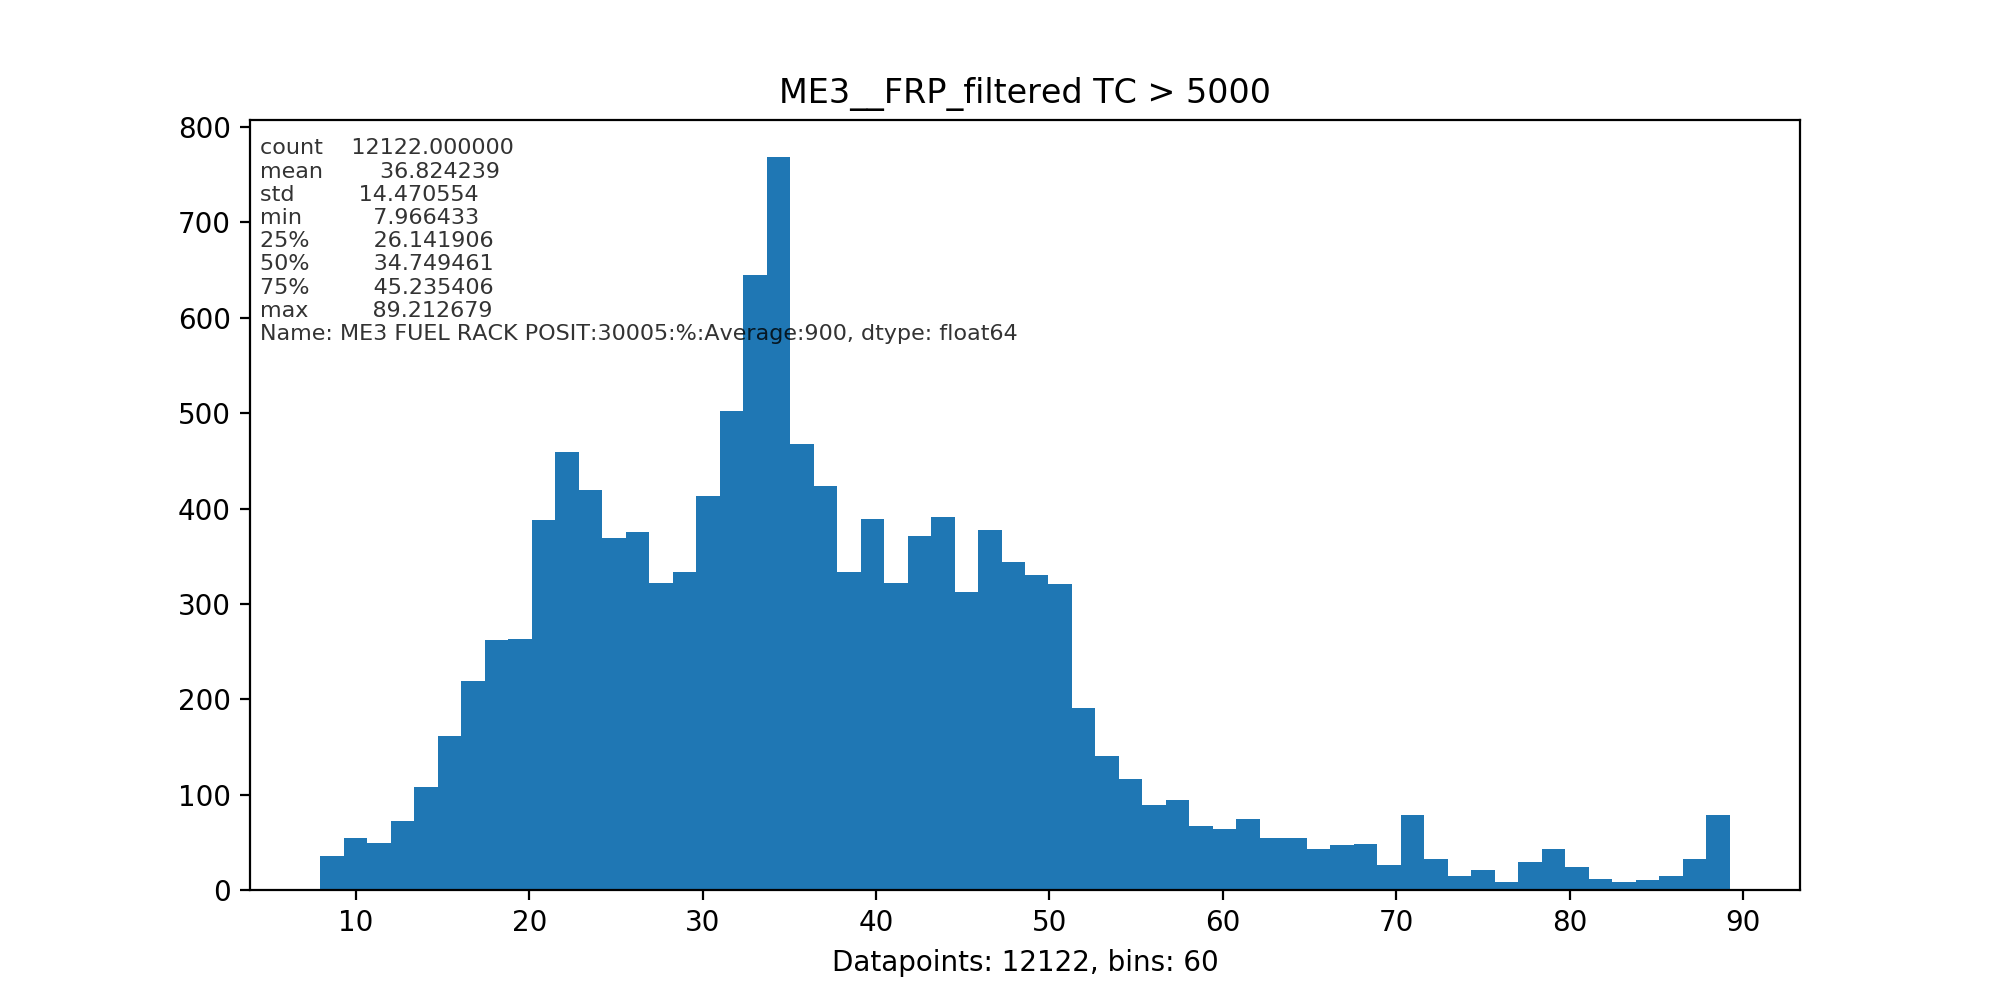 ME3__FRP_filtered TC > 5000
800
700
600
500
400
300
200
100
0
count 12122.000000
mean 36.824239
std 14.470554
min 7.966433
25% 26.141906
50% 34.749461
75% 45.235406
max 89.212679
Name: ME3 FUEL RACK POSIT:30005:%:Average:900, dtype: float64
10 20 30 40 50 60 70 80 90
Datapoints: 12122, bins: 60